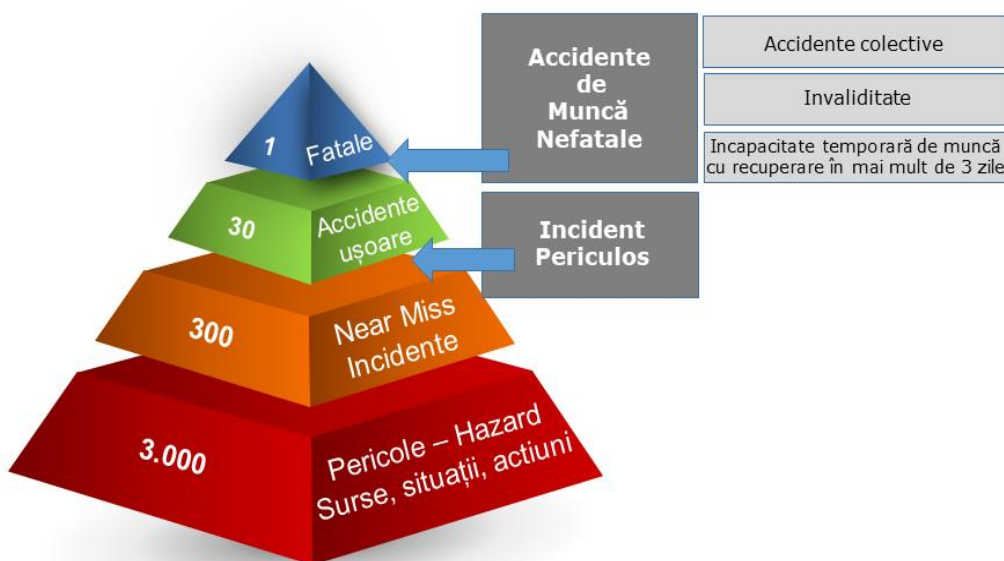 1
Fatale
30
Accidente
ușoare
300
Near Miss
Incidente
3.000
Pericole – Hazard
Surse, situații, actiuni
Accidente
de
Muncă
Nefatale
Accidente colective
Invaliditate
Incapacitate temporară de muncă
cu recuperare în mai mult de 3 zile
Incident
Periculos